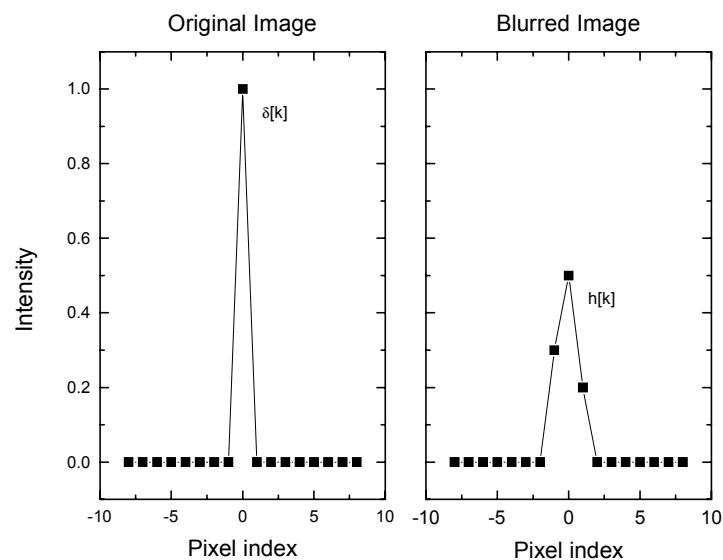 Original Image
Blurred Image
1.0
0.8
0.6
0.4
0.2
0.0
Intensity
δ[k]
h[k]
-10 -5 0 5 10
-10 -5 0 5 10
Pixel index
Pixel index